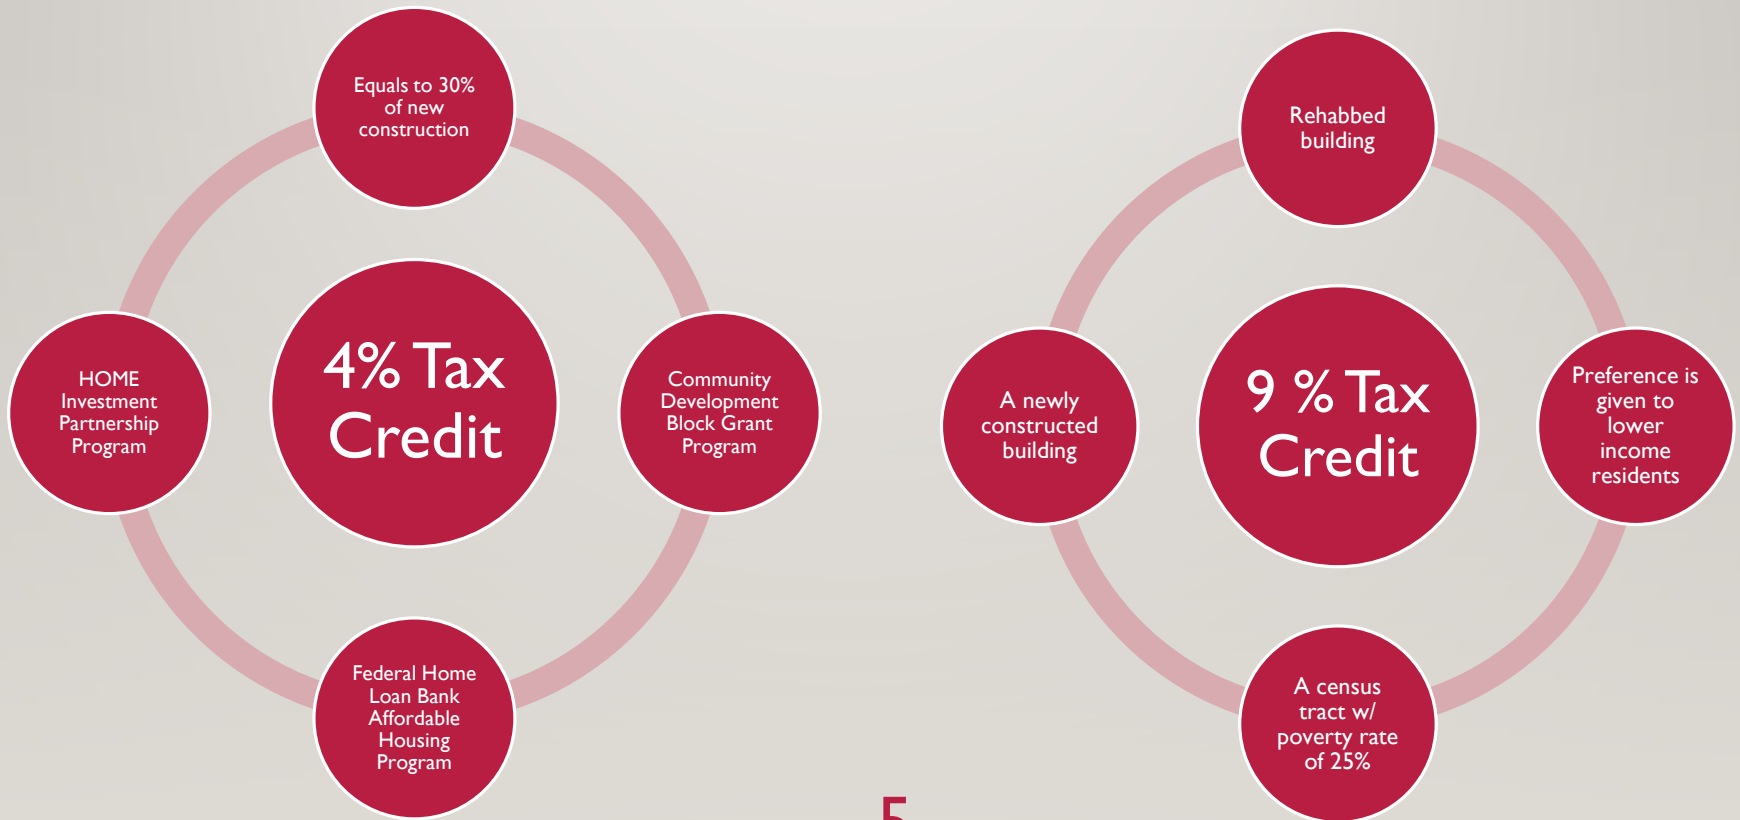 Equals to 30%
of new
construction
4% Tax
Credit
HOME
Investment
Partnership
Program
Community
Development
Block Grant
Program
Federal Home
Loan Bank
Affordable
Housing
Program
Rehabbed
building
9 % Tax
Credit
A newly
constructed
building
Preference is
given to
lower
income
residents
A census
tract w/
poverty rate
of 25%
5